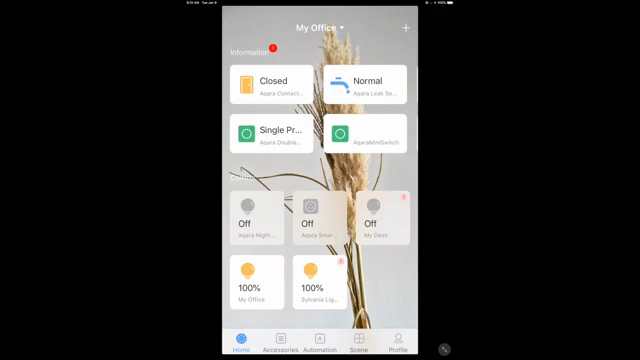 My Office
Information
Closed
Aqara Contact...
Normal
Aqara Leak Se...
Single Pr...
Aqara Double...
AqaraMiniSwitch
Control
Off
Aqara Night...
Off
Aqara Smar...
Off
My Desk
100%
My Office
100%
Sylvania Lig...
Home
Accessories
Automation
Scene
Profile